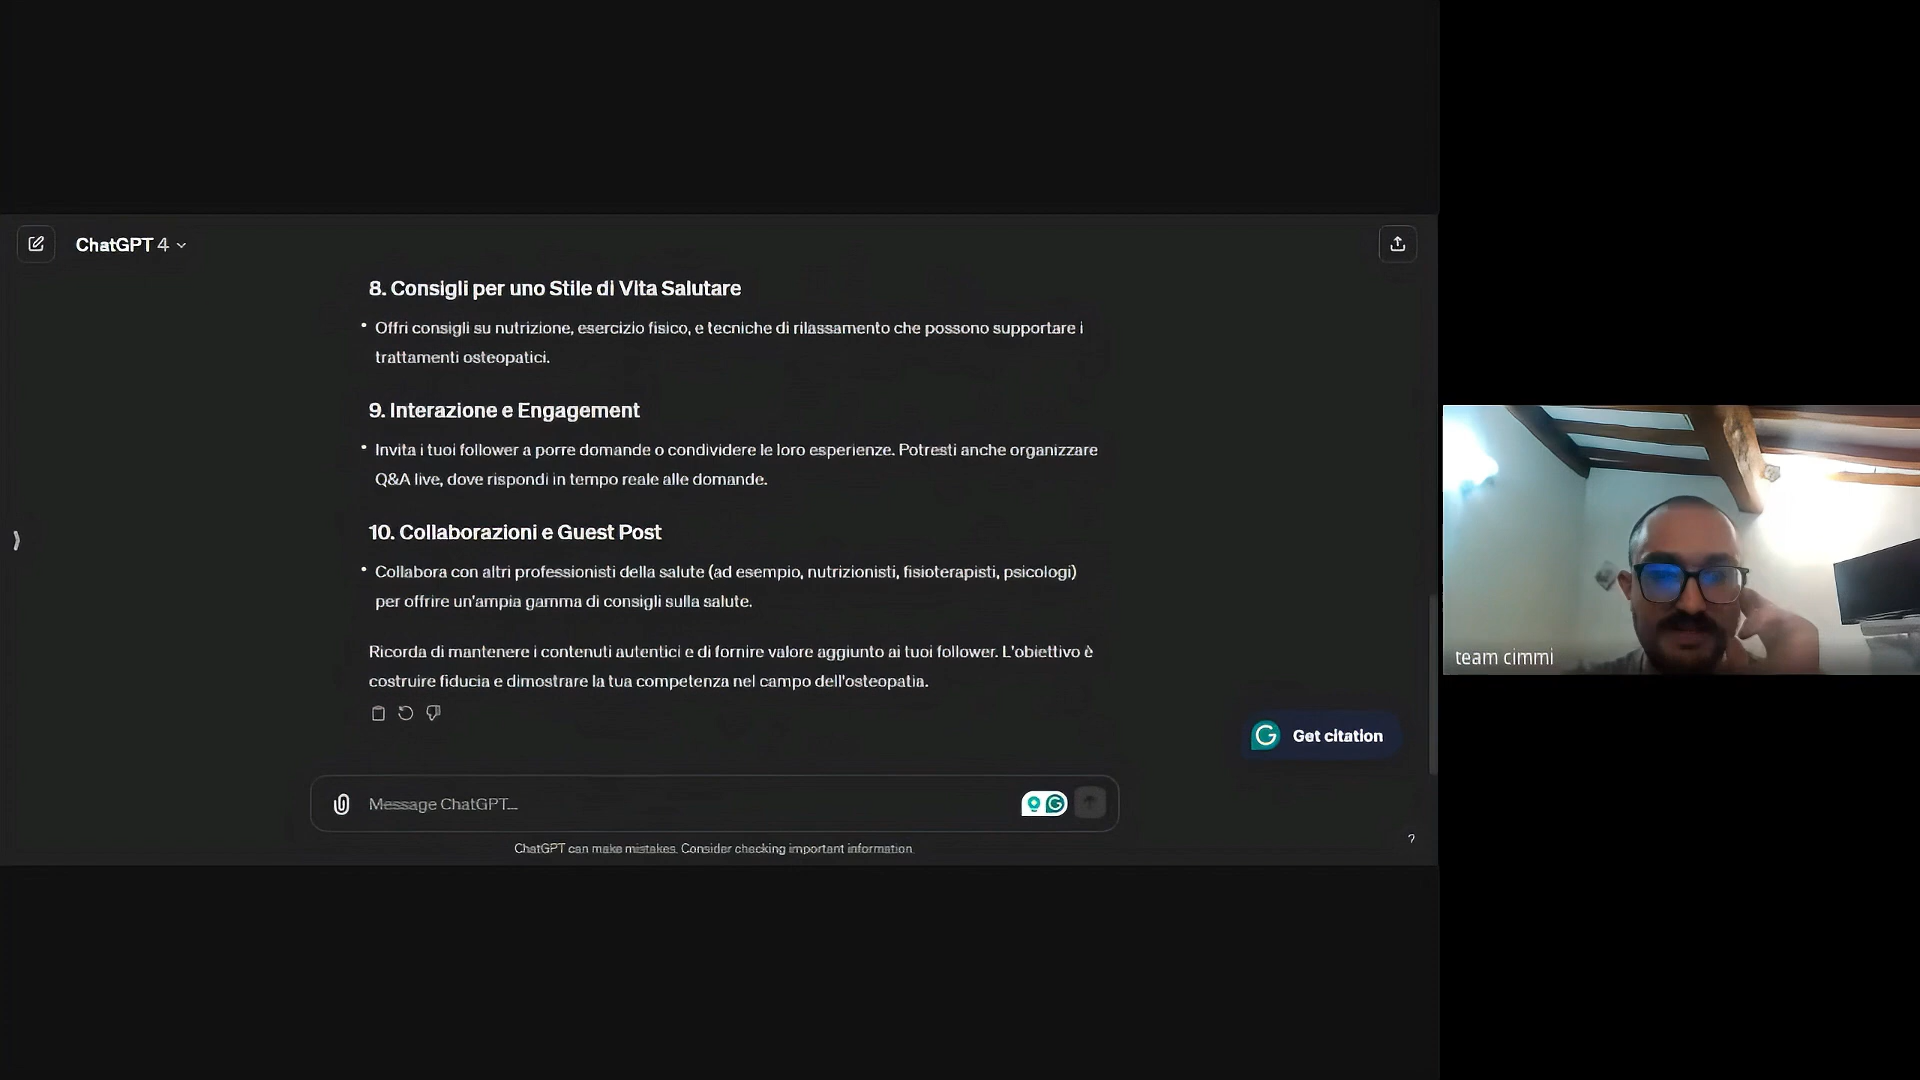 ChatGPT 4
8. Consigli per uno Stile di Vita Salutare
• Offri consigli su nutrizione, esercizio fisico, e tecniche di rilassamento che possono supportare i
trattamenti osteopatici.
9. Interazione e Engagement
• Invita i tuoi follower a porre domande o condividere le loro esperienze. Potresti anche organizzare
Q&A live, dove rispondi in tempo reale alle domande.
10. Collaborazioni e Guest Post
• Collabora con altri professionisti della salute (ad esempio, nutrizionisti, fisioterapisti, psicologi)
per offrire un'ampia gamma di consigli sulla salute.
Ricorda di mantenere i contenuti autentici e di fornire valore aggiunto ai tuoi follower. L'obiettivo è
costruire fiducia e dimostrare la tua competenza nel campo dell'osteopatia.
Get citation
Message ChatGPT...
ChatGPT can make mistakes. Consider checking important information.
?
team cimmi